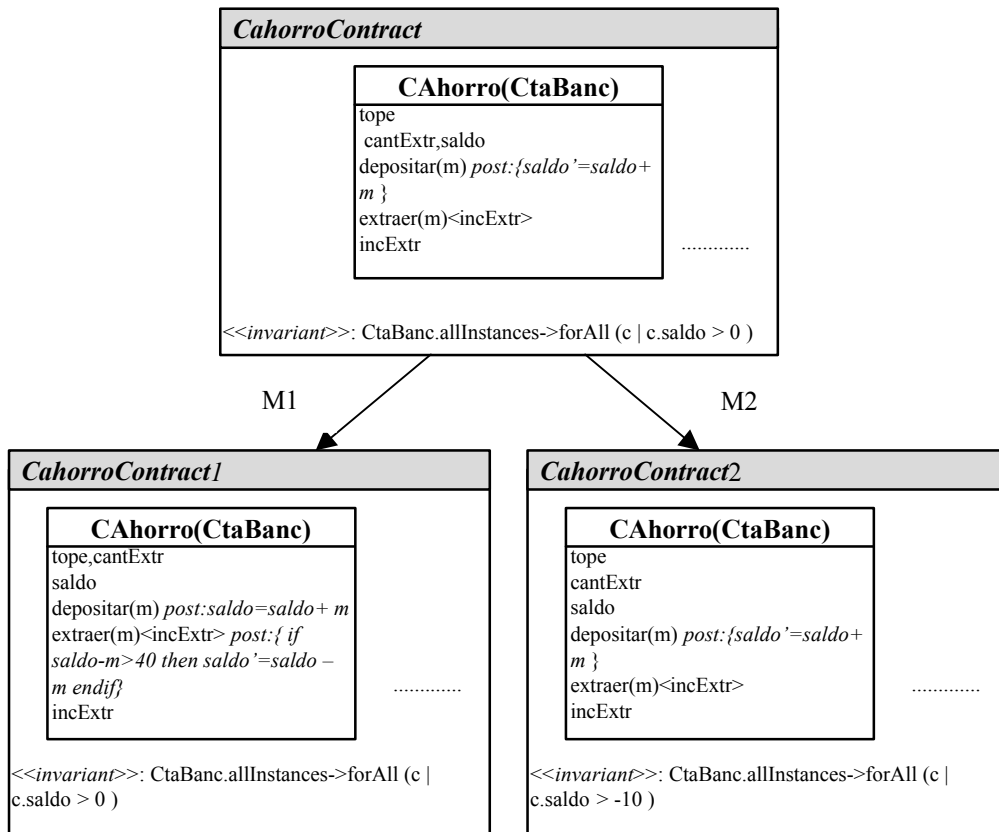 CahorroContract
CAhorro(CtaBanc)
tope
cantExtr,saldo
depositar(m) post:{saldo’=saldo+
m }
extraer(m)<incExtr>
incExtr
.............
<<invariant>>: CtaBanc.allInstances->forAll (c | c.saldo > 0 )
M1
M2
CahorroContract1
CAhorro(CtaBanc)
tope,cantExtr
saldo
depositar(m) post:saldo=saldo+ m
extraer(m)<incExtr> post:{ if
saldo-m>40 then saldo’=saldo –
m endif}
incExtr
.............
<<invariant>>: CtaBanc.allInstances->forAll (c |
c.saldo > 0 )
CahorroContract2
CAhorro(CtaBanc)
tope
cantExtr
saldo
depositar(m) post:{saldo’=saldo+
m }
extraer(m)<incExtr>
incExtr
.............
<<invariant>>: CtaBanc.allInstances->forAll (c |
c.saldo > -10 )